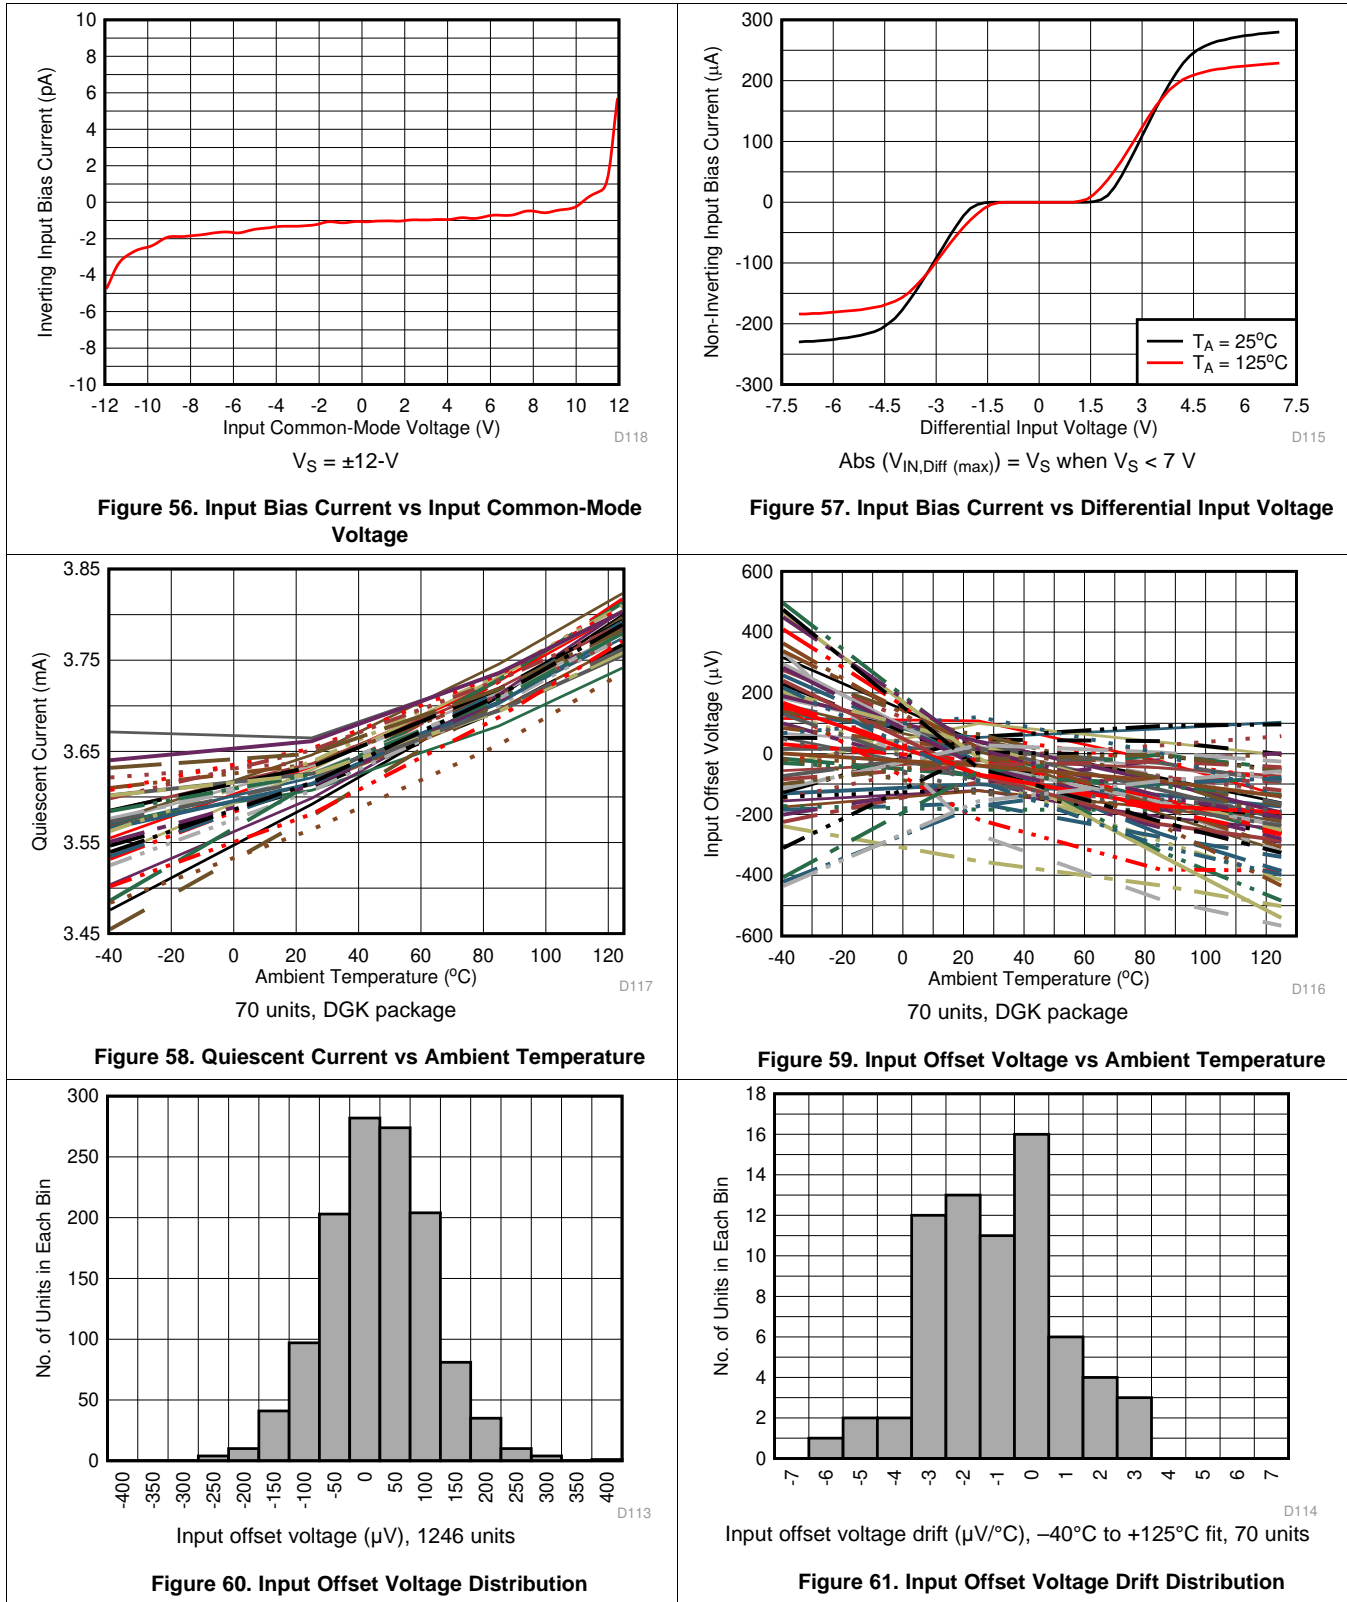 10
8
6
4
2
0
-2
-4
-6
-8
-10
Inverting Input Bias Current (pA)
-12 -10 -8 -6 -4 -2 0 2 4 6 8 10 12
Input Common-Mode Voltage (V)
D118
V_S = ±12-V
Figure 56. Input Bias Current vs Input Common-Mode
Voltage
300
200
100
0
-100
-200
-300
Non-Inverting Input Bias Current (μA)
T_A = 25°C
T_A = 125°C
-7.5 -6 -4.5 -3 -1.5 0 1.5 3 4.5 6 7.5
Differential Input Voltage (V)
D115
Abs (V_IN,Diff (max)) = V_S when V_S < 7 V
Figure 57. Input Bias Current vs Differential Input Voltage
3.85
3.75
3.65
3.55
3.45
Quiescent Current (mA)
-40 -20 0 20 40 60 80 100 120
Ambient Temperature (°C)
D117
70 units, DGK package
Figure 58. Quiescent Current vs Ambient Temperature
600
400
200
0
-200
-400
-600
Input Offset Voltage (μV)
-40 -20 0 20 40 60 80 100 120
Ambient Temperature (°C)
D116
70 units, DGK package
Figure 59. Input Offset Voltage vs Ambient Temperature
300
250
200
150
100
50
0
No. of Units in Each Bin
-400 -350 -300 -250 -200 -150 -100 -50 0 50 100 150 200 250 300 350 400
D113
Input offset voltage (μV), 1246 units
Figure 60. Input Offset Voltage Distribution
18
16
14
12
10
8
6
4
2
0
No. of Units in Each Bin
-7 -6 -5 -4 -3 -2 -1 0 1 2 3 4 5 6 7
D114
Input offset voltage drift (μV/°C), –40°C to +125°C fit, 70 units
Figure 61. Input Offset Voltage Drift Distribution